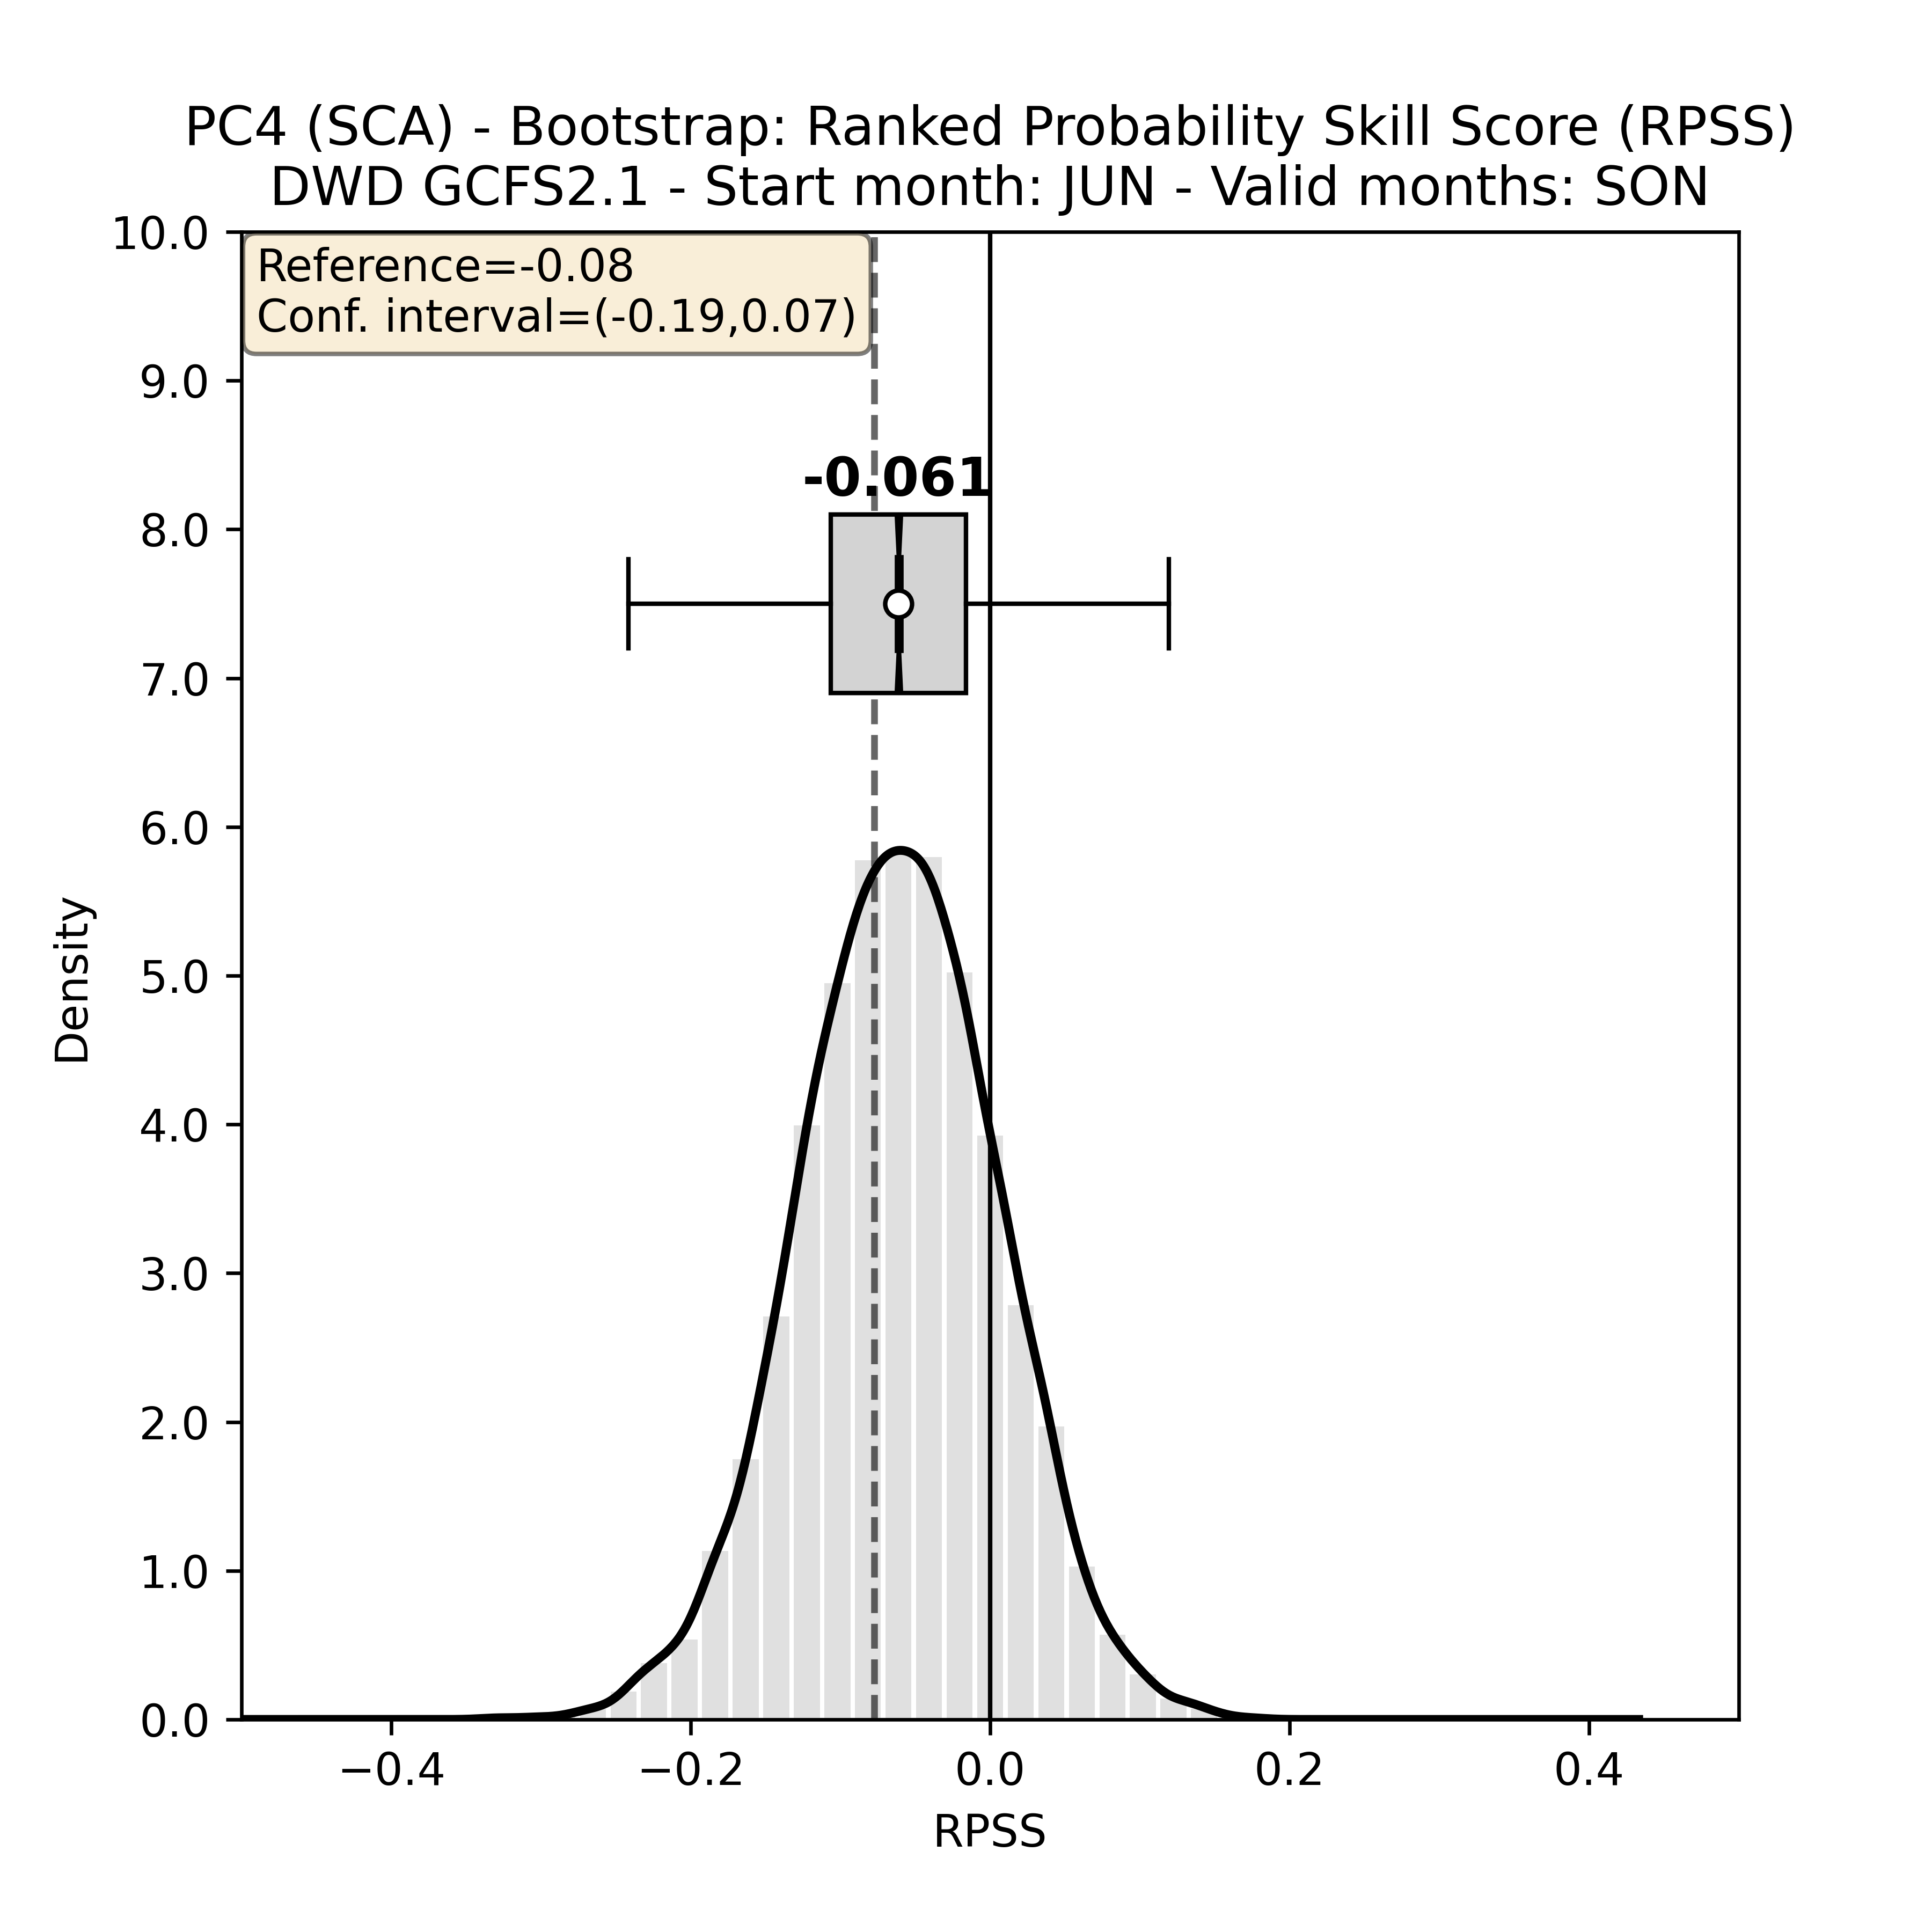 PC4 (SCA) - Bootstrap: Ranked Probability Skill Score (RPSS)
DWD GCFS2.1 - Start month: JUN - Valid months: SON
10.0
Reference=-0.08
Conf. interval=(-0.19,0.07)
9.0
-0.061
8.0
7.0
6.0
5.0
Density
4.0
3.0
2.0
1.0
0.0
−0.4 −0.2 0.0 0.2 0.4
RPSS